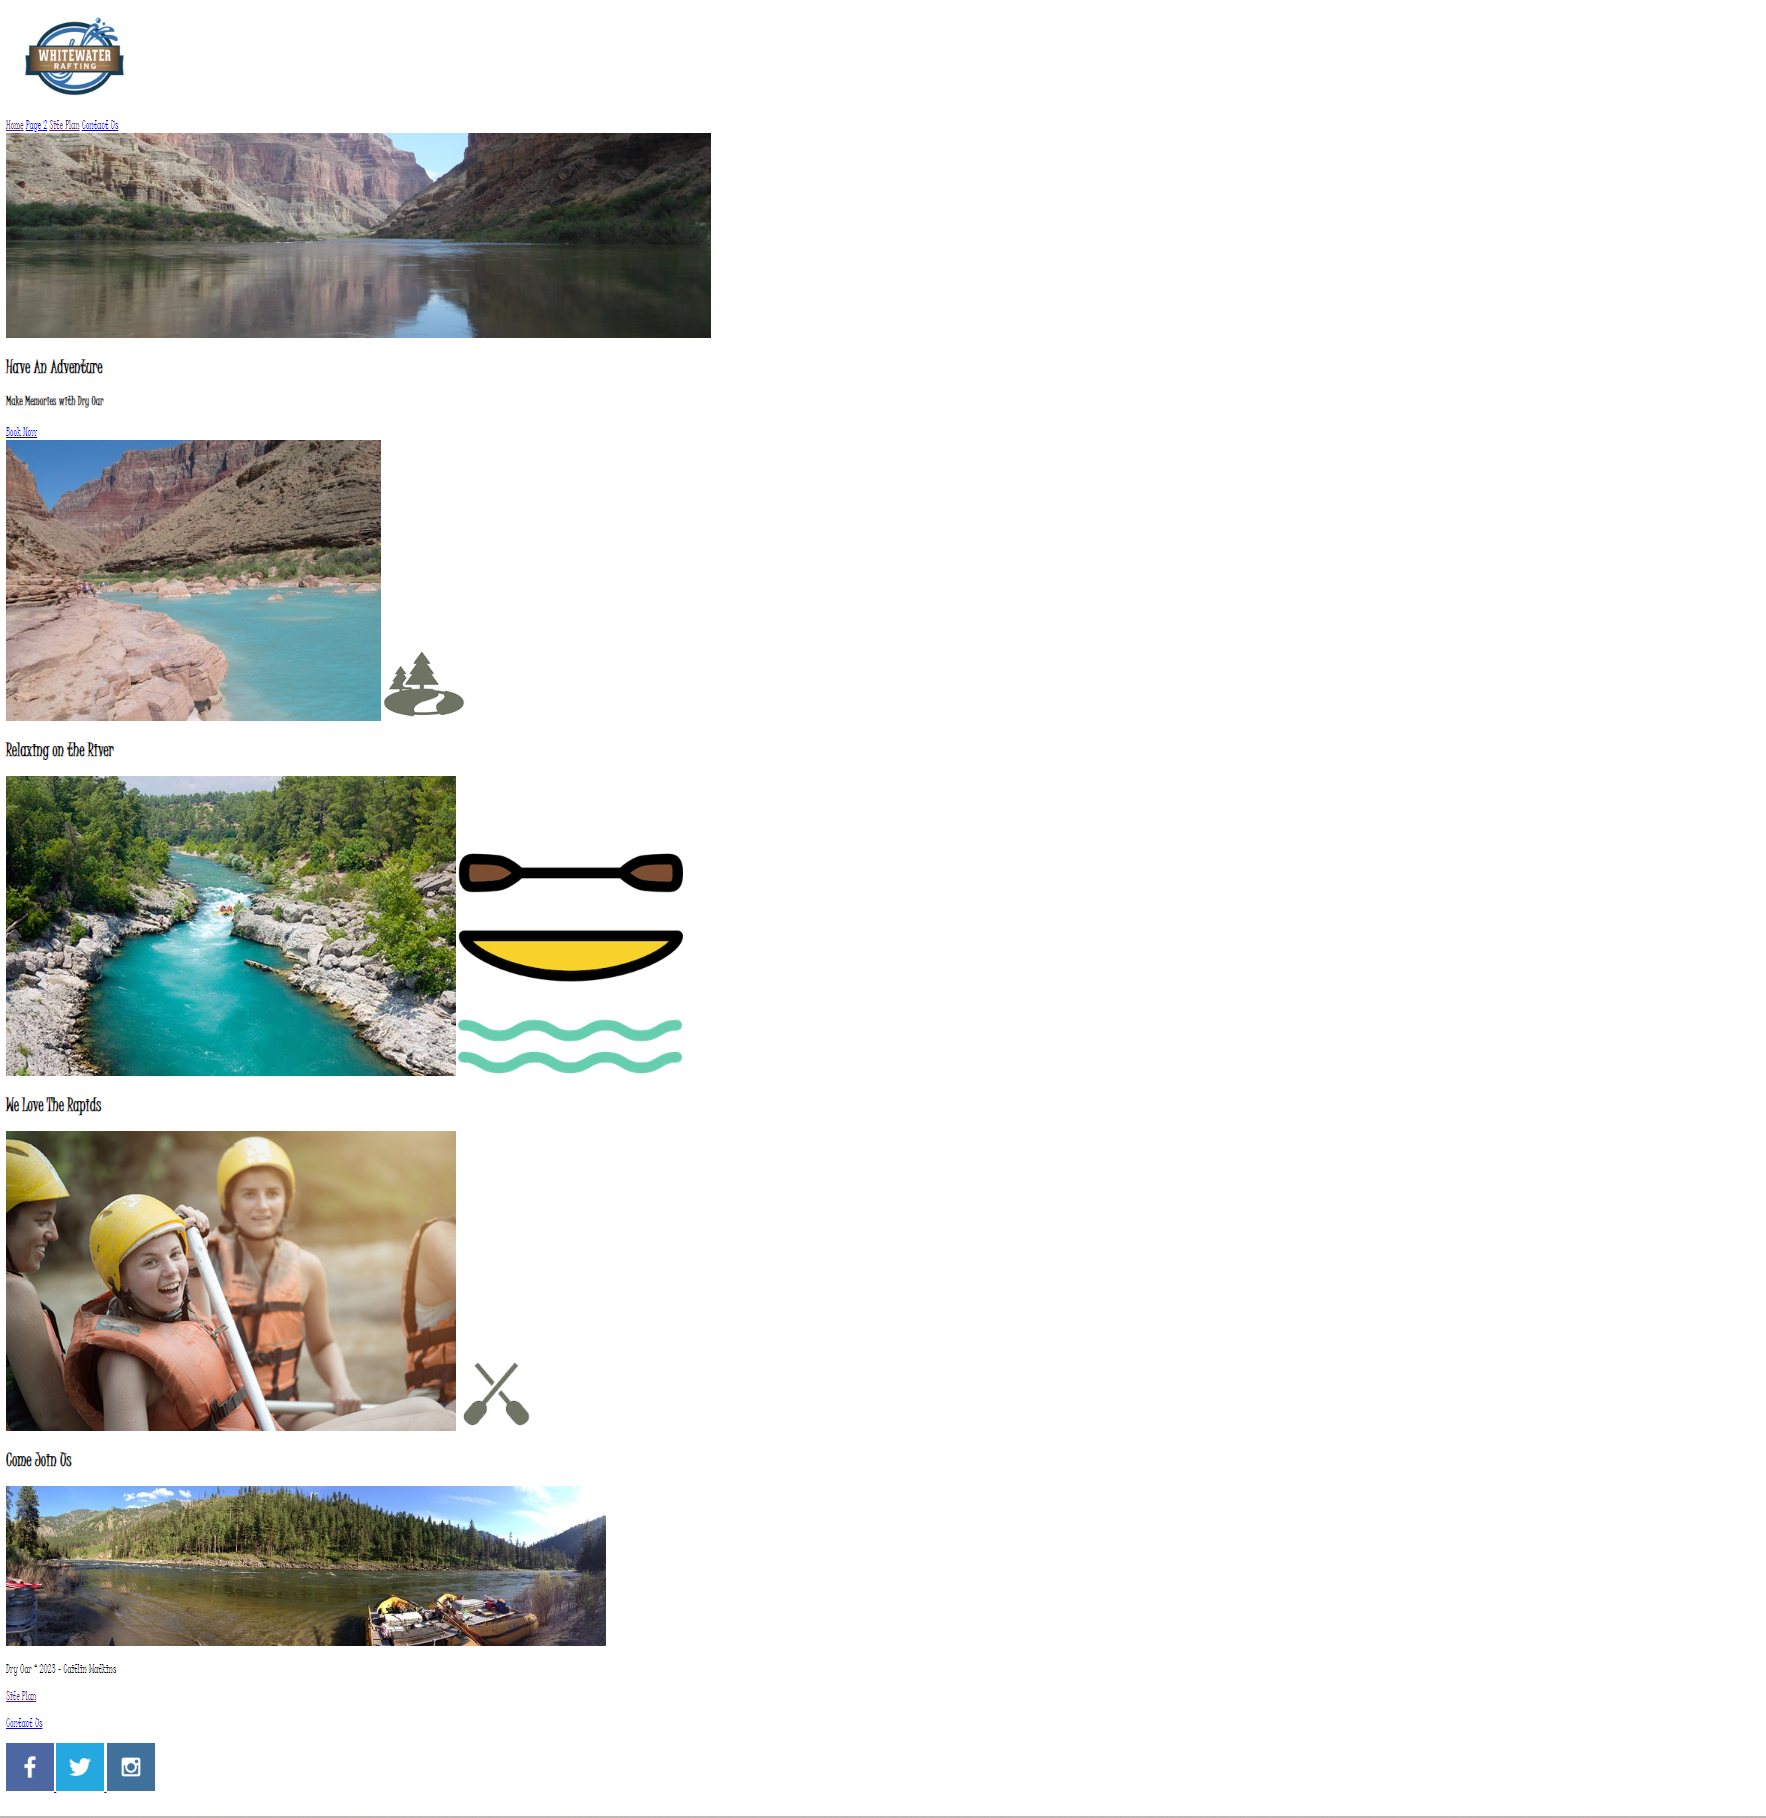 WHITEWATER
RAFTING
Home Page 2 Site Plan Contact Us
Have An Adventure
Make Memories with Dry Oar
Book Now
Relaxing on the River
We Love The Rapids
Come Join Us
Dry Oar * 2023 - Caitlin Watkins
Site Plan
Contact Us